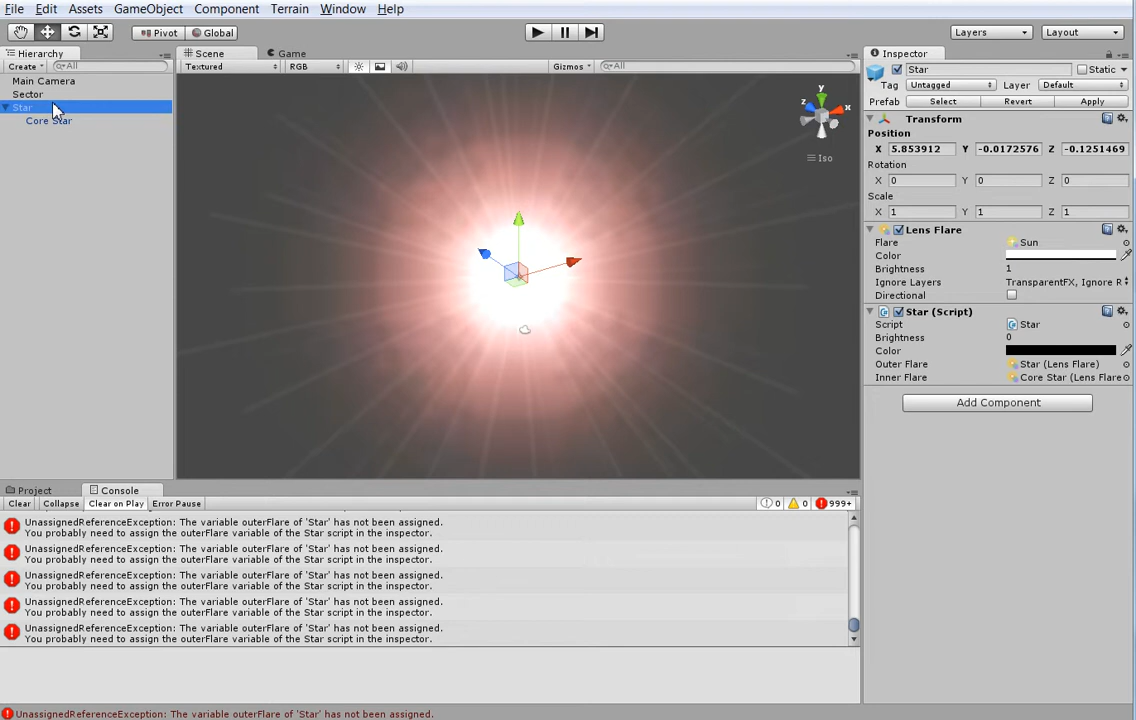 File Edit Assets GameObject Component Terrain Window Help
Pivot Global Layers Layout
Hierarchy
Create All
Main Camera
Sector
Star
Core Star
Scene Game
Textured RGB Gizmos All
y
z x
Iso
Inspector
Star Static
Tag Untagged Layer Default
Prefab Select Revert Apply
Transform
Position
X 5.853912 Y -0.0172576 Z -0.1251469
Rotation
X 0 Y 0 Z 0
Scale
X 1 Y 1 Z 1
Lens Flare
Flare Sun
Color
Brightness 1
Ignore Layers TransparentFX, Ignore R
Directional
Star (Script)
Script Star
Brightness 0
Color
Outer Flare Star (Lens Flare)
Inner Flare Core Star (Lens Flare
Add Component
Project Console
Clear Collapse Clear on Play Error Pause 0 0 999+
UnassignedReferenceException: The variable outerFlare of 'Star' has not been assigned.
You probably need to assign the outerFlare variable of the Star script in the inspector.
UnassignedReferenceException: The variable outerFlare of 'Star' has not been assigned.
You probably need to assign the outerFlare variable of the Star script in the inspector.
UnassignedReferenceException: The variable outerFlare of 'Star' has not been assigned.
You probably need to assign the outerFlare variable of the Star script in the inspector.
UnassignedReferenceException: The variable outerFlare of 'Star' has not been assigned.
You probably need to assign the outerFlare variable of the Star script in the inspector.
UnassignedReferenceException: The variable outerFlare of 'Star' has not been assigned.
You probably need to assign the outerFlare variable of the Star script in the inspector.
UnassignedReferenceException: The variable outerFlare of 'Star' has not been assigned.